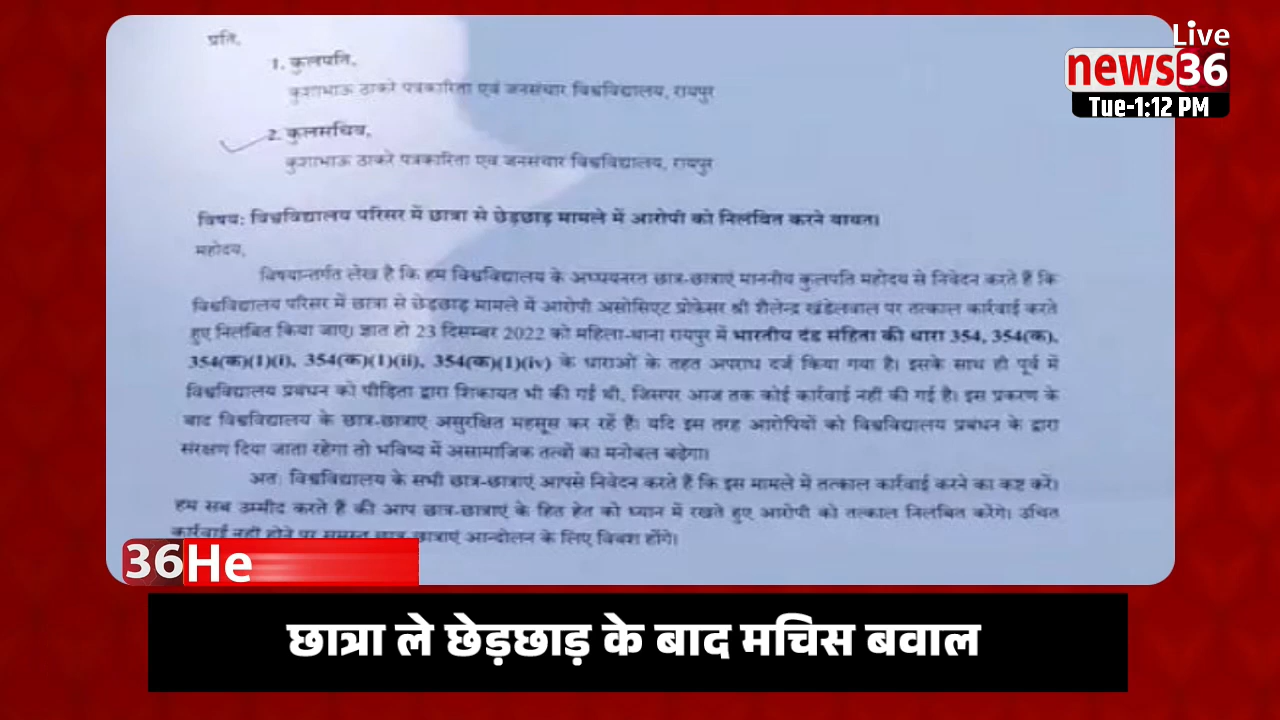 प्रति,
1. कुलपति,
कुशाभाऊ ठाकरे पत्रकारिता एवं जनसंचार विश्वविद्यालय, रायपुर
2. कुलसचिव,
कुशाभाऊ ठाकरे पत्रकारिता एवं जनसंचार विश्वविद्यालय, रायपुर
विषय: विश्वविद्यालय परिसर में छात्रा से छेड़छाड़ मामले में आरोपी को निलंबित करने बाबत।
महोदय,
विषयान्तर्गत लेख है कि हम विश्वविद्यालय के अध्ययनरत छात्र-छात्राएं माननीय कुलपति महोदय से निवेदन करते हैं कि
विश्वविद्यालय परिसर में छात्रा से छेड़छाड़ मामले में आरोपी असोसिएट प्रोफेसर श्री शैलेन्द्र खंडेलवाल पर तत्काल कार्रवाई करते
हुए निलंबित किया जाए। ज्ञात हो 23 दिसम्बर 2022 को महिला-थाना रायपुर में भारतीय दंड संहिता की धारा 354, 354(क),
354(क)(1)(i), 354(क)(1)(ii), 354(क)(1)(iv) के धाराओं के तहत अपराध दर्ज किया गया है। इसके साथ ही पूर्व में
विश्वविद्यालय प्रबंधन को पीड़िता द्वारा शिकायत भी की गई थी, जिसपर आज तक कोई कार्रवाई नहीं की गई है। इस प्रकरण के
बाद विश्वविद्यालय के छात्र-छात्राएं असुरक्षित महसूस कर रहें हैं। यदि इस तरह आरोपियों को विश्वविद्यालय प्रबंधन के द्वारा
संरक्षण दिया जाता रहेगा तो भविष्य में असामाजिक तत्वों का मनोबल बढ़ेगा।
अतः विश्वविद्यालय के सभी छात्र-छात्राएं आपसे निवेदन करते हैं कि इस मामले में तत्काल कार्रवाई करने का कष्ट करें।
हम सब उम्मीद करते हैं की आप छात्र-छात्राएं के हित हेत को ध्यान में रखते हुए आरोपी को तत्काल निलंबित करेंगे। उचित
कार्रवाई नहीं होने पर समस्त छात्र छात्राएं आन्दोलन के लिए विवश होंगे।
Live
news36
Tue-1:12 PM
36He
छात्रा ले छेड़छाड़ के बाद मचिस बवाल